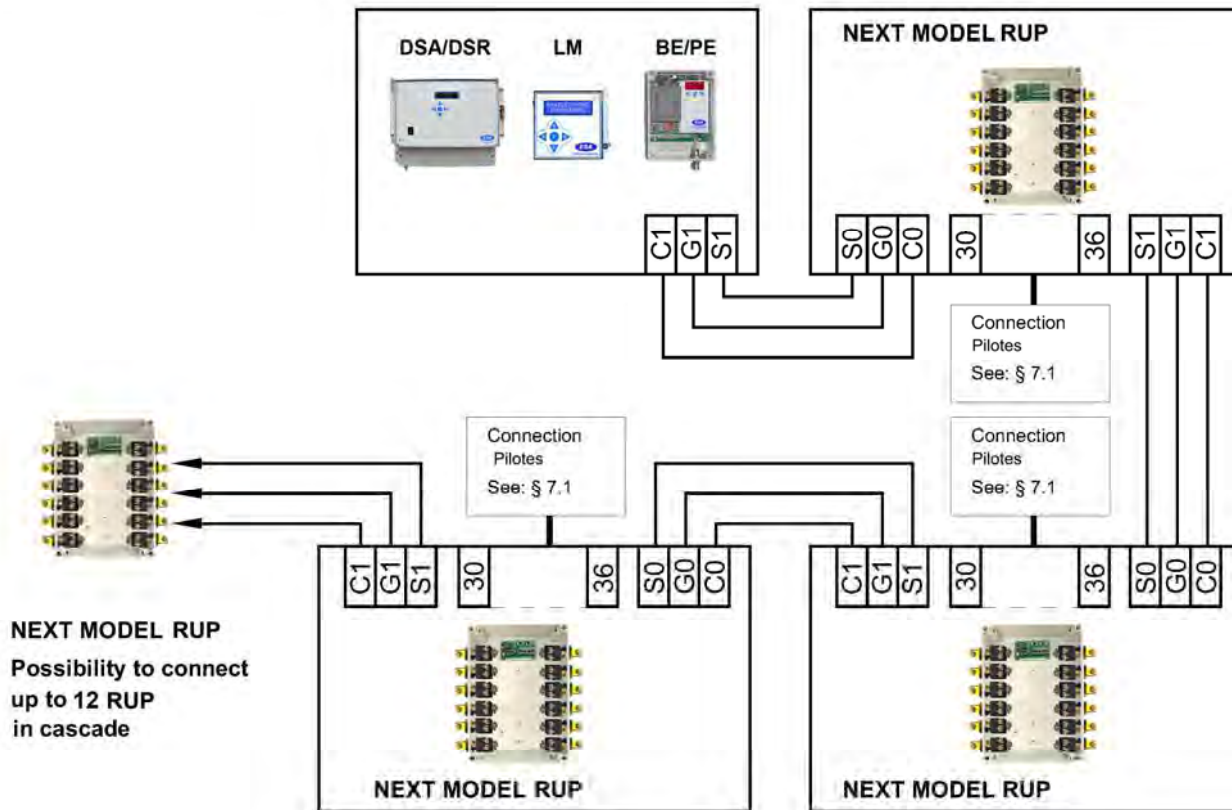 DSA/DSR
LM
BE/PE
C1
G1
S1
NEXT MODEL RUP
S0
G0
C0
30
36
S1
G1
C1
Connection
Pilotes
See: § 7.1
Connection
Pilotes
See: § 7.1
Connection
Pilotes
See: § 7.1
C1
G1
S1
30
36
S0
G0
C0
NEXT MODEL RUP
C1
G1
S1
30
36
S0
G0
C0
NEXT MODEL RUP
NEXT MODEL RUP
Possibility to connect
up to 12 RUP
in cascade